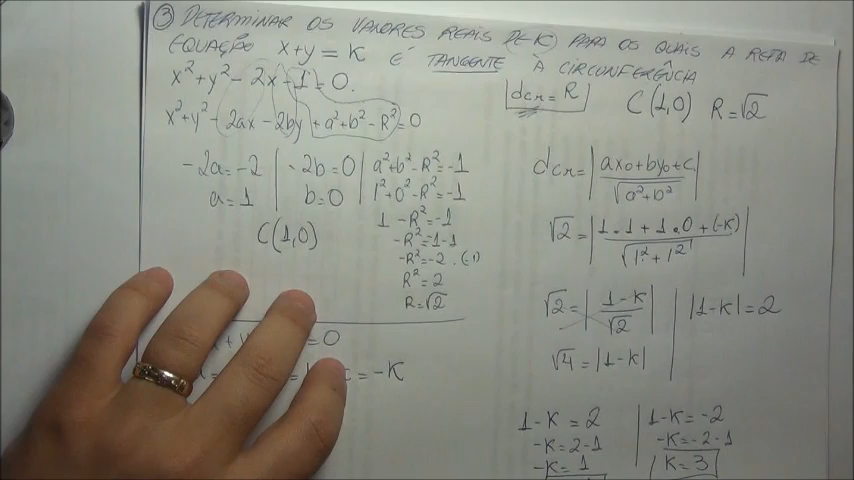 ③ DETERMINAR OS VALORES REAIS DE K PARA OS QUAIS A RETA DE
EQUAÇÃO x+y=K É TANGENTE À CIRCONFERÊNCIA
x²+y²-2x-1=0.
x²+y²-2ax-2by+a²+b²-R²=0
-2a=-2
a=1
-2b=0
b=0
C(1,0)
a²+b²-R²=-1
1²+0²-R²=-1
1-R²=-1
-R²=-1-1
-R²=-2.(-1)
R²=2
R=√2
=0
=-K
dcr=R
C(1,0) R=√2
dcr=|axo+byo+c/√a²+b²|
√2=|1.1+1.0+(-K)/√1²+1²|
√2=|1-K/√2|
√4=|1-K|
|1-K|=2
1-K=2
-K=2-1
-K=1
1-K=-2
-K=-2-1
K=3